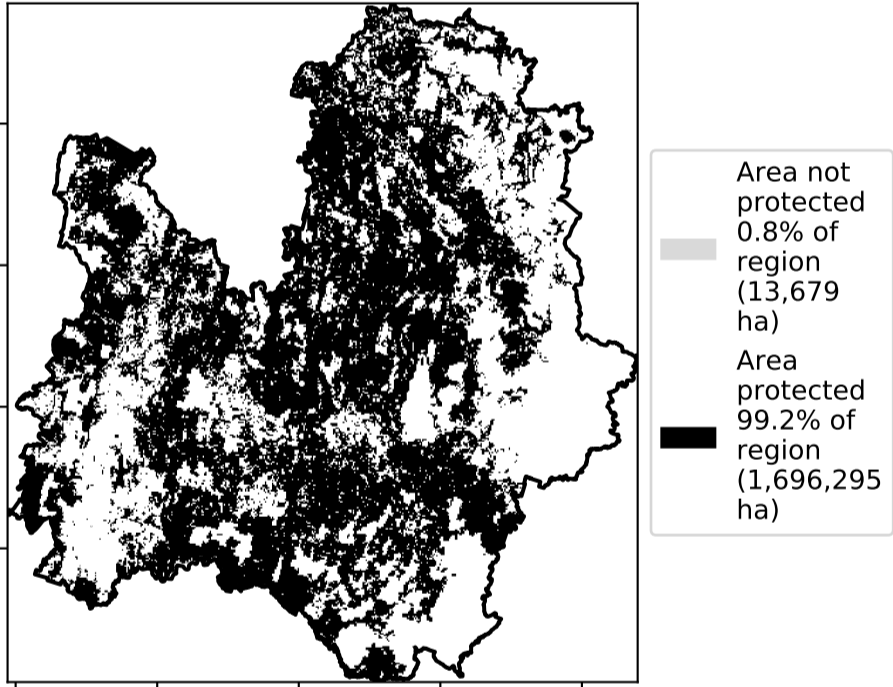 Area not
protected
0.8% of
region
(13,679
ha)
Area
protected
99.2% of
region
(1,696,295
ha)